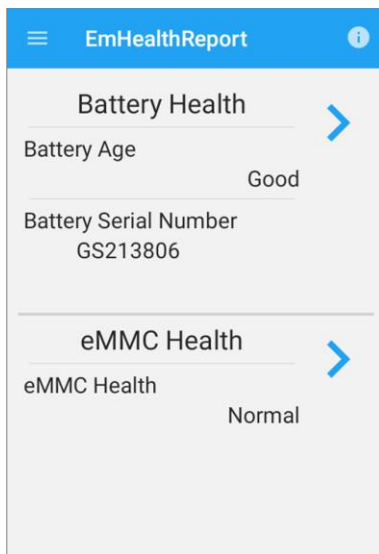 EmHealthReport
Battery Health
Battery Age
Good
Battery Serial Number
GS213806
eMMC Health
eMMC Health
Normal